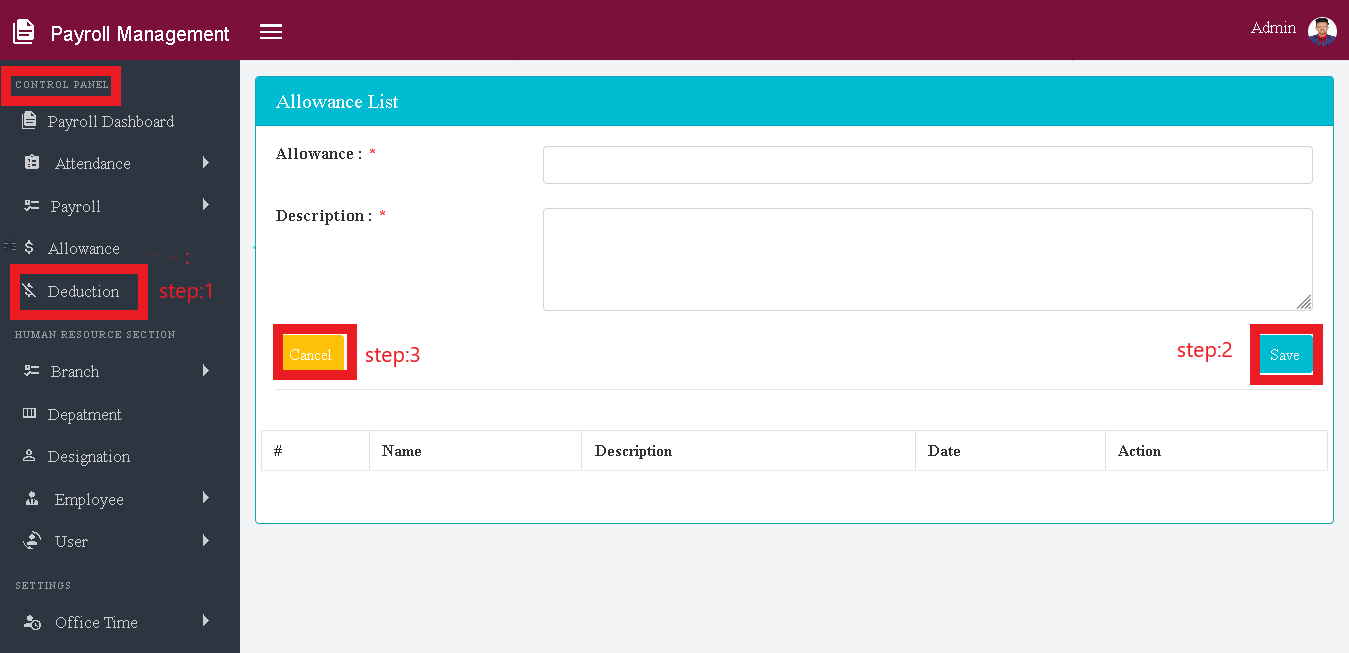 Payroll Management
Admin
CONTROL PANEL
Payroll Dashboard
Attendance
Payroll
Allowance
Deduction
step:1
HUMAN RESOURCE SECTION
Branch
Depatment
Designation
Employee
User
SETTINGS
Office Time
Allowance List
Allowance : *
Description : *
Cancel
step:3
step:2
Save
# Name Description Date Action